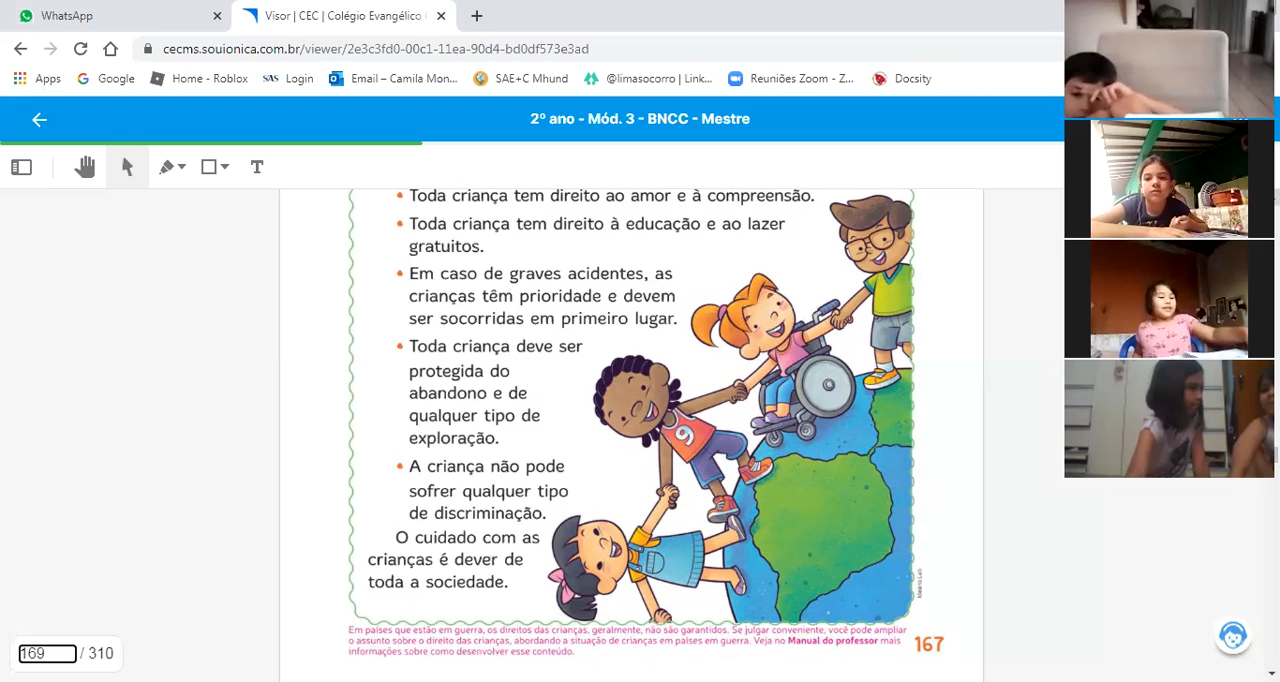 WhatsApp
Visor | CEC | Colégio Evangélico
cecms.souionica.com.br/viewer/2e3c3fd0-00c1-11ea-90d4-bd0df573e3ad
Apps Google Home - Roblox SAS Login Email – Camila Mon... SAE+C Mhund @limasocorro | Link... Reuniões Zoom - Z... Docsity
2º ano - Mód. 3 - BNCC - Mestre
T
• Toda criança tem direito ao amor e à compreensão.
• Toda criança tem direito à educação e ao lazer
gratuitos.
• Em caso de graves acidentes, as
crianças têm prioridade e devem
ser socorridas em primeiro lugar.
• Toda criança deve ser
protegida do
abandono e de
qualquer tipo de
exploração.
• A criança não pode
sofrer qualquer tipo
de discriminação.
O cuidado com as
crianças é dever de
toda a sociedade.
9
Em países que estão em guerra, os direitos das crianças, geralmente, não são garantidos. Se julgar conveniente, você pode ampliar
o assunto sobre o direito das crianças, abordando a situação de crianças em países em guerra. Veja no Manual do professor mais
informações sobre como desenvolver esse conteúdo.
167
169 / 310